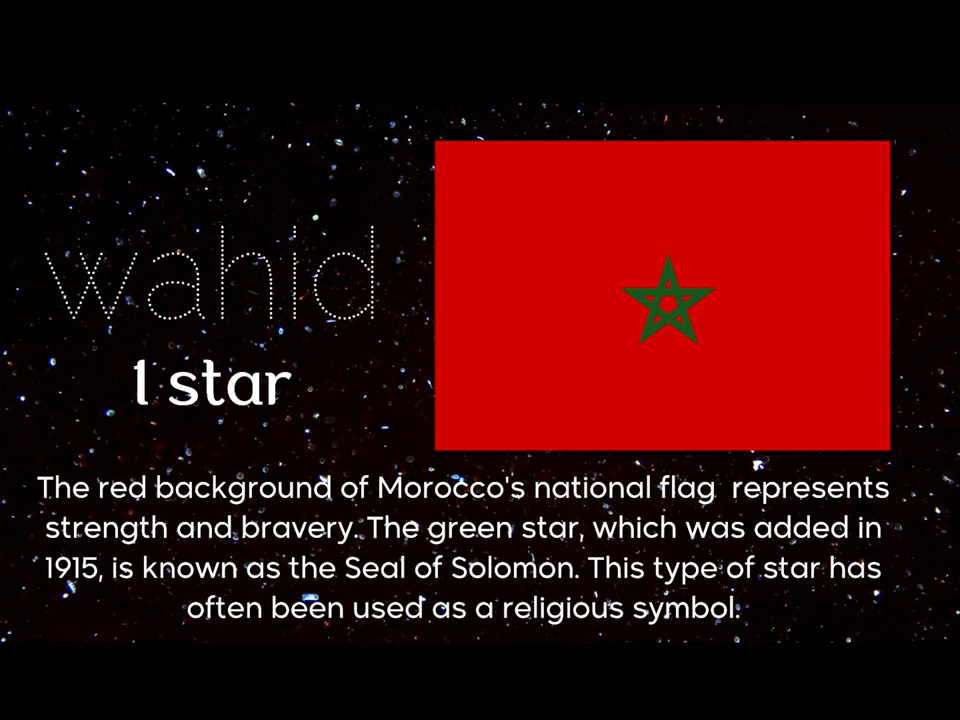 wahid
1 star
The red background of Morocco's national flag  represents
strength and bravery. The green star, which was added in
1915, is known as the Seal of Solomon. This type of star has
often been used as a religious symbol.